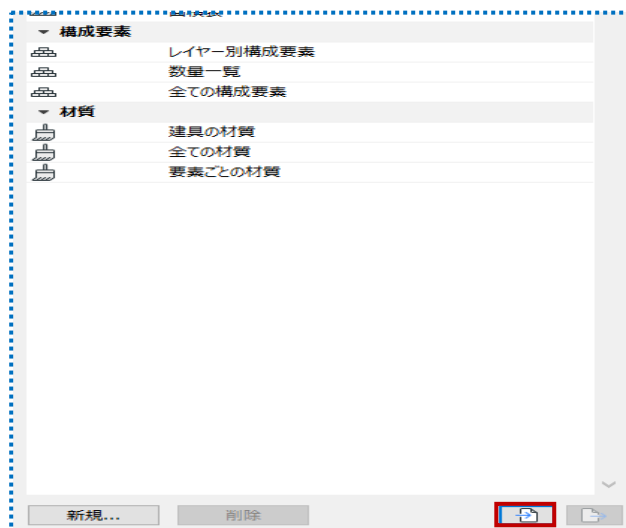 構成要素
レイヤー別構成要素
数量一覧
全ての構成要素
材質
建具の材質
全ての材質
要素ごとの材質
新規...
削除